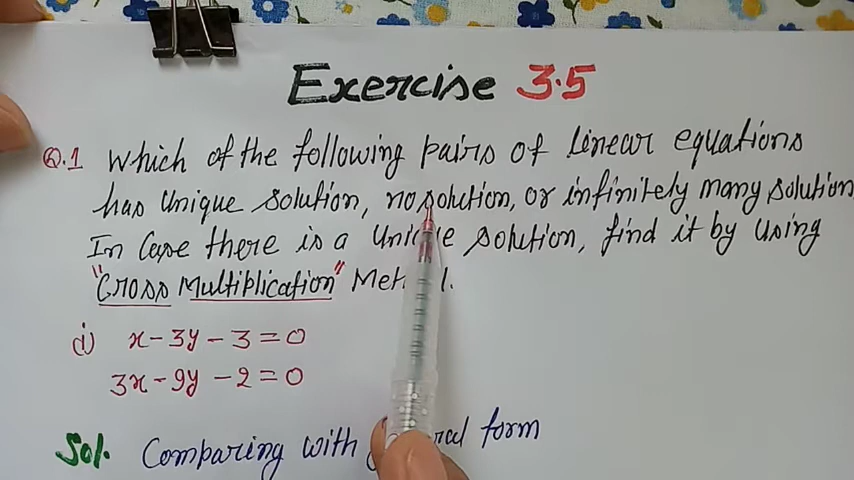 Exercise 3.5
Q.1 Which of the following pairs of linear equations
has unique solution, no solution, or infinitely many solution
In Case there is a Unique solution, find it by using
"Cross Multiplication"
i) x - 3y - 3 = 0
3x - 9y - 2 = 0
Sol. Comparing with form